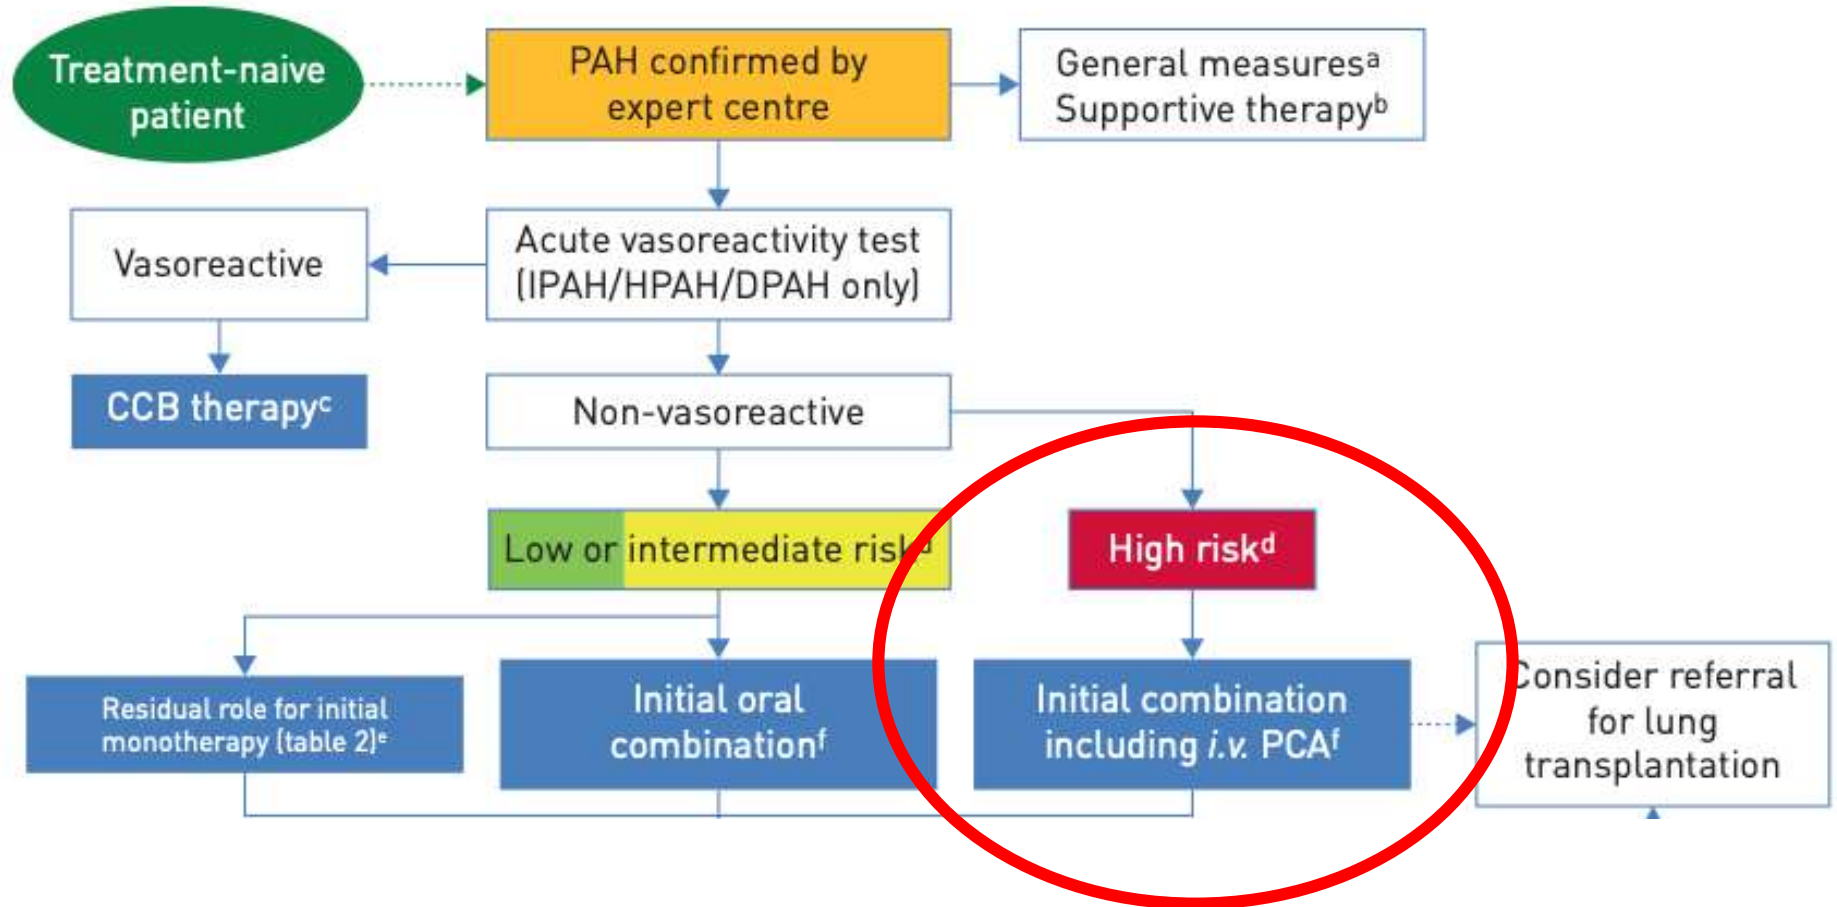 Treatment-naive
patient
PAH confirmed by
expert centre
General measuresᵃ
Supportive therapyᵇ
Vasoreactive
Acute vasoreactivity test
(IPAH/HPAH/DPAH only)
CCB therapyᶜ
Non-vasoreactive
Low or intermediate riskᵈ
High riskᵈ
Residual role for initial
monotherapy (table 2)ᵉ
Initial oral
combinationᶠ
Initial combination
including i.v. PCAᶠ
Consider referral
for lung
transplantation